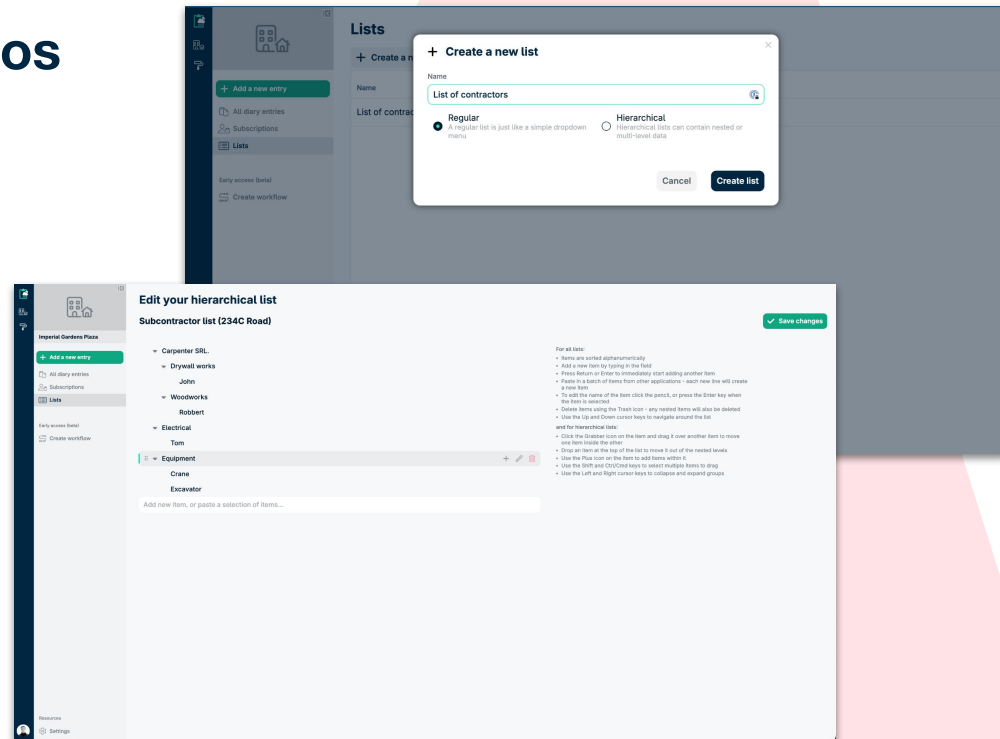 os
Lists
+ Create a n
Name
List of contrac
+ Add a new entry
All diary entries
Subscriptions
Lists
Early access (beta)
Create workflow
+ Create a new list
Name
List of contractors
Regular
A regular list is just like a simple dropdown
menu
Hierarchical
Hierarchical lists can contain nested or
multi-level data
Cancel
Create list
Imperial Gardens Plaza
+ Add a new entry
All diary entries
Subscriptions
Lists
Early access (beta)
Create workflow
Resources
Settings
Edit your hierarchical list
Subcontractor list (234C Road)
Save changes
Carpenter SRL.
Drywall works
John
Woodworks
Robbert
Electrical
Tom
Equipment
Crane
Excavator
Add new item, or paste a selection of items...
For all lists:
• Items are sorted alphanumerically
• Add a new item by typing in the field
• Press Return or Enter to immediately start adding another item
• Paste in a batch of items from other applications - each new line will create
a new item
• To edit the name of the item click the pencil, or press the Enter key when
the item is selected
• Delete items using the Trash icon - any nested items will also be deleted
• Use the Up and Down cursor keys to navigate around the list
and for hierarchical lists:
• Click the Grabber icon on the item and drag it over another item to move
one item inside the other
• Drop an item at the top of the list to move it out of the nested levels
• Use the Plus icon on the item to add items within it
• Use the Shift and Ctrl/Cmd keys to select multiple items to drag
• Use the Left and Right cursor keys to collapse and expand groups